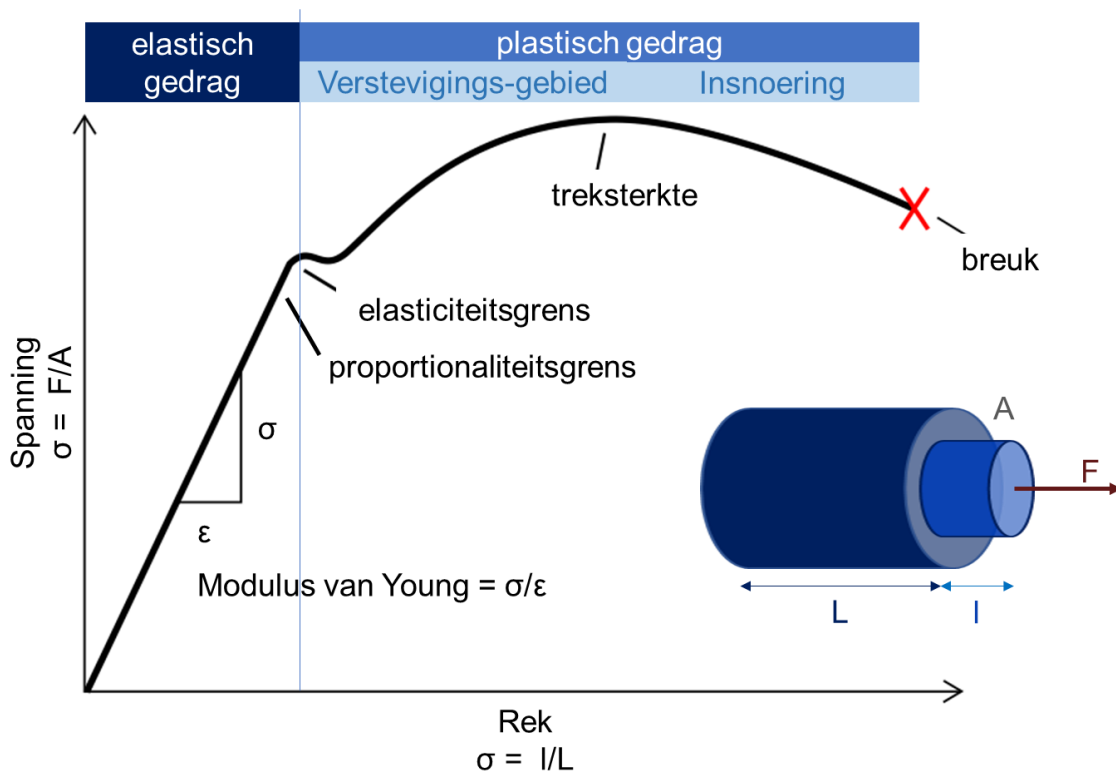 elastisch
gedrag
plastisch gedrag
Verstevigings-gebied
Insnoering
treksterkte
breuk
elasticiteitsgrens
proportionaliteitsgrens
Spanning
σ = F/A
σ
ε
Modulus van Young = σ/ε
A
F
L
l
Rek
σ = l/L